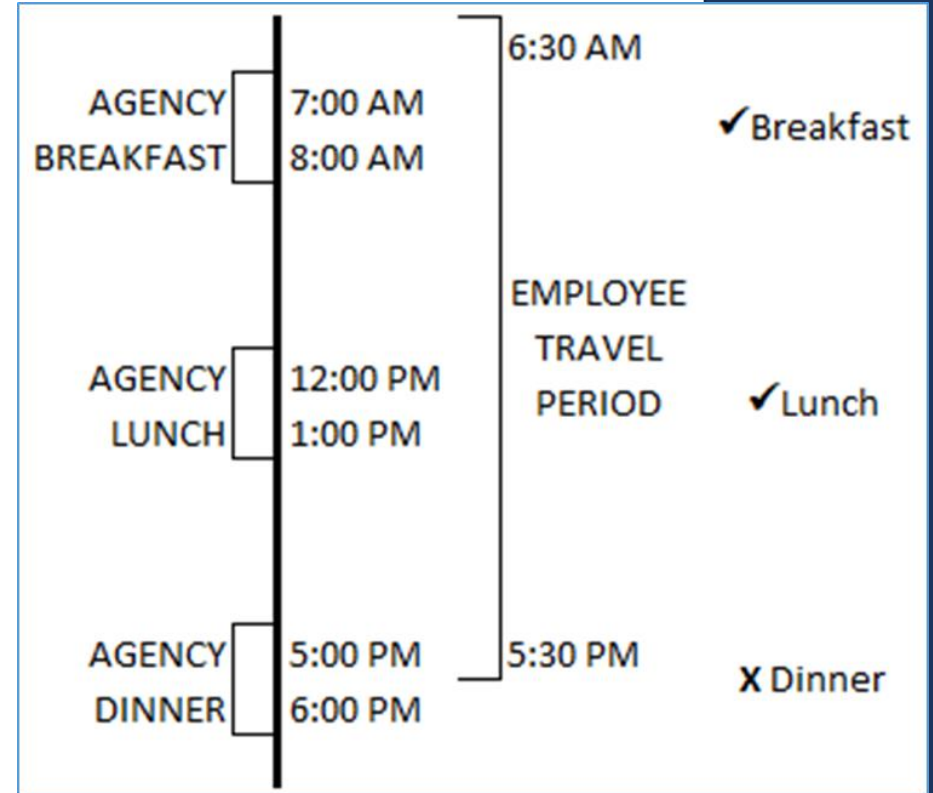 6:30 AM
AGENCY 7:00 AM
✔Breakfast
BREAKFAST 8:00 AM
EMPLOYEE
TRAVEL
AGENCY 12:00 PM
PERIOD ✔Lunch
LUNCH 1:00 PM
AGENCY 5:00 PM 5:30 PM
X Dinner
DINNER 6:00 PM